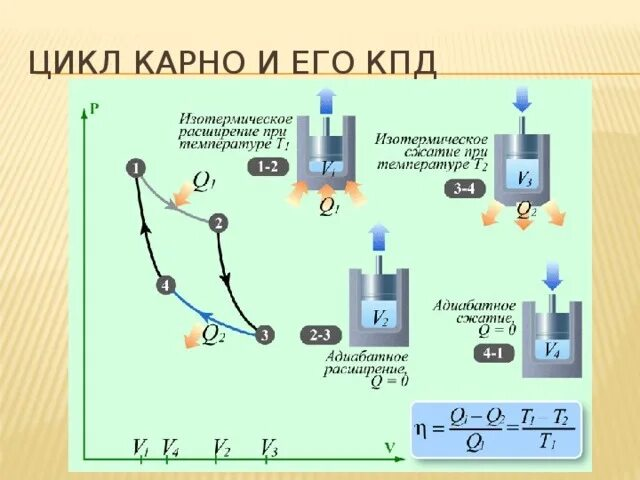 ЦИКЛ КАРНО И ЕГО КПД
P
Изотермическое
расширение при
температуре T₁
1-2
V₁
Q₁
Изотермическое
сжатие при
температуре T₂
3-4
V₃
Q₂
1
Q₁
2
4
Q₂
3
V₂
2-3
Адиабатное
расширение,
Q = 0
Адиабатное
сжатие,
Q = 0
4-1
V₄
η = (Q₁ − Q₂)/Q₁ = (T₁ − T₂)/T₁
V₁ V₄ V₂ V₃ V